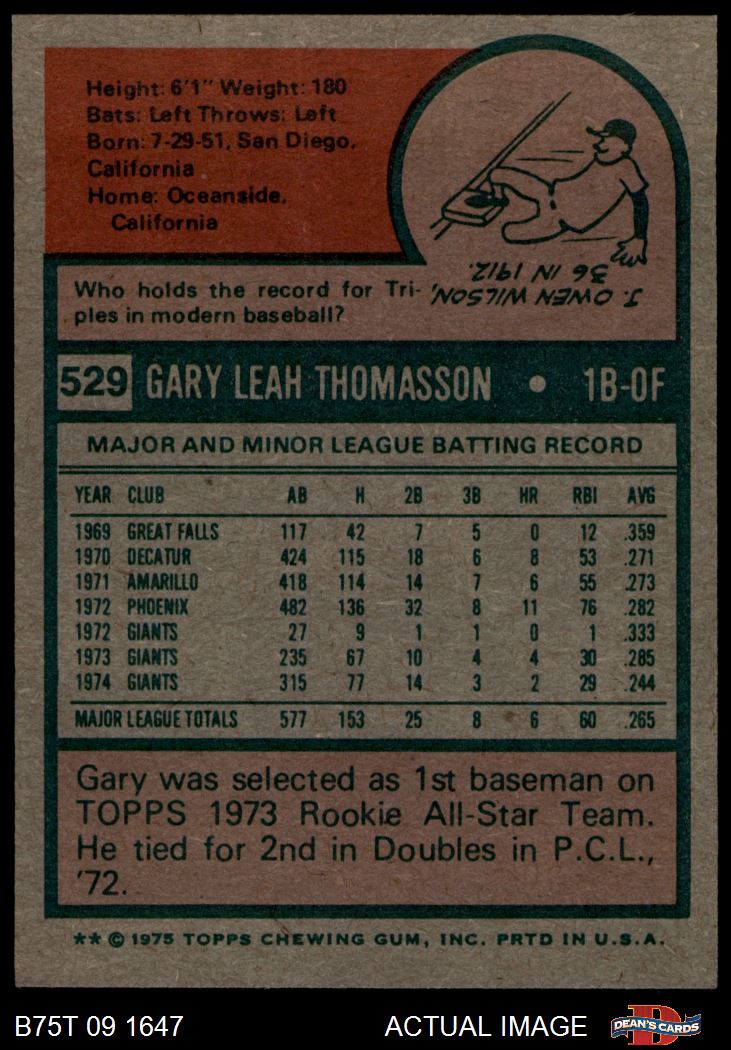 Height: 6'1" Weight: 180
Bats: Left Throws: Left
Born: 7-29-51, San Diego,
California
Home: Oceanside,
California
Who holds the record for Tri-
ples in modern baseball?
J. OWEN WILSON,
36 IN 1912.
529 GARY LEAH THOMASSON • 1B-OF
MAJOR AND MINOR LEAGUE BATTING RECORD
YEAR CLUB AB H 2B 3B HR RBI AVG
1969 GREAT FALLS 117 42 7 5 0 12 .359
1970 DECATUR 424 115 18 6 8 53 .271
1971 AMARILLO 418 114 14 7 6 55 .273
1972 PHOENIX 482 136 32 8 11 76 .282
1972 GIANTS 27 9 1 1 0 1 .333
1973 GIANTS 235 67 10 4 4 30 .285
1974 GIANTS 315 77 14 3 2 29 .244
MAJOR LEAGUE TOTALS 577 153 25 8 6 60 .265
Gary was selected as 1st baseman on
TOPPS 1973 Rookie All-Star Team.
He tied for 2nd in Doubles in P.C.L.,
'72.
** © 1975 TOPPS CHEWING GUM, INC. PRTD IN U.S.A.
B75T 09 1647 ACTUAL IMAGE D DEAN'S CARDS